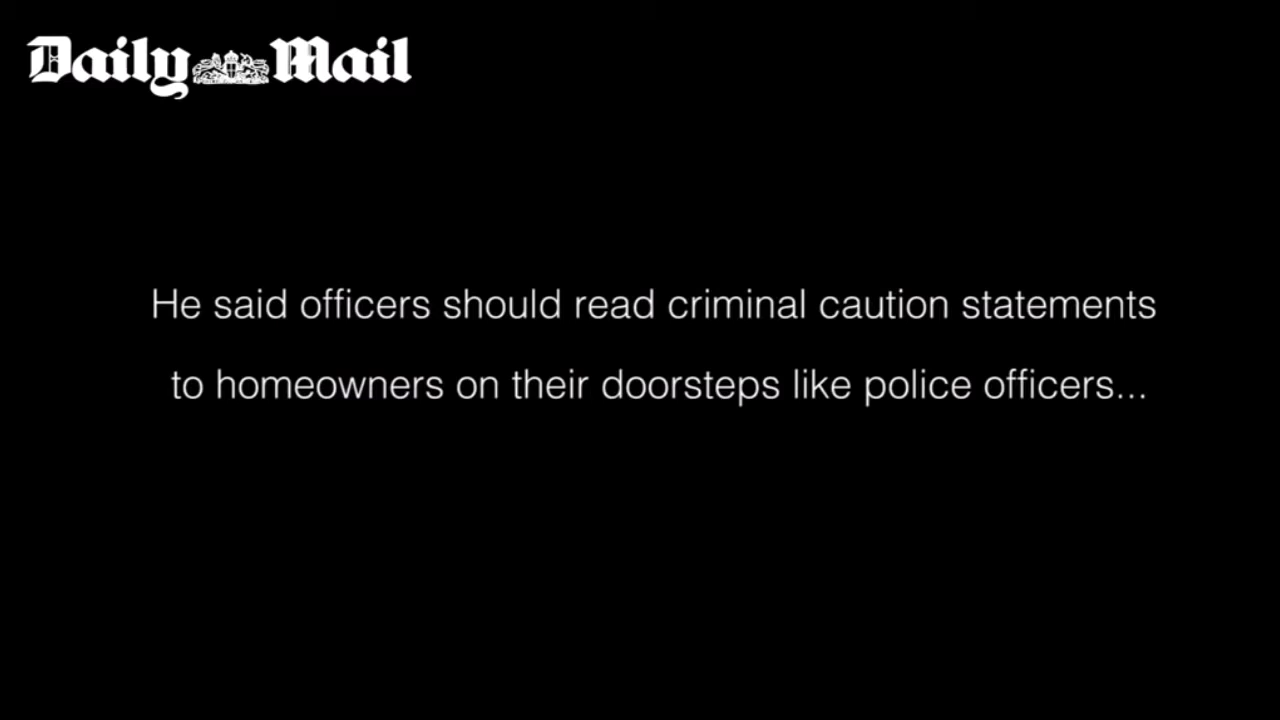 Daily Mail
He said officers should read criminal caution statements
to homeowners on their doorsteps like police officers...